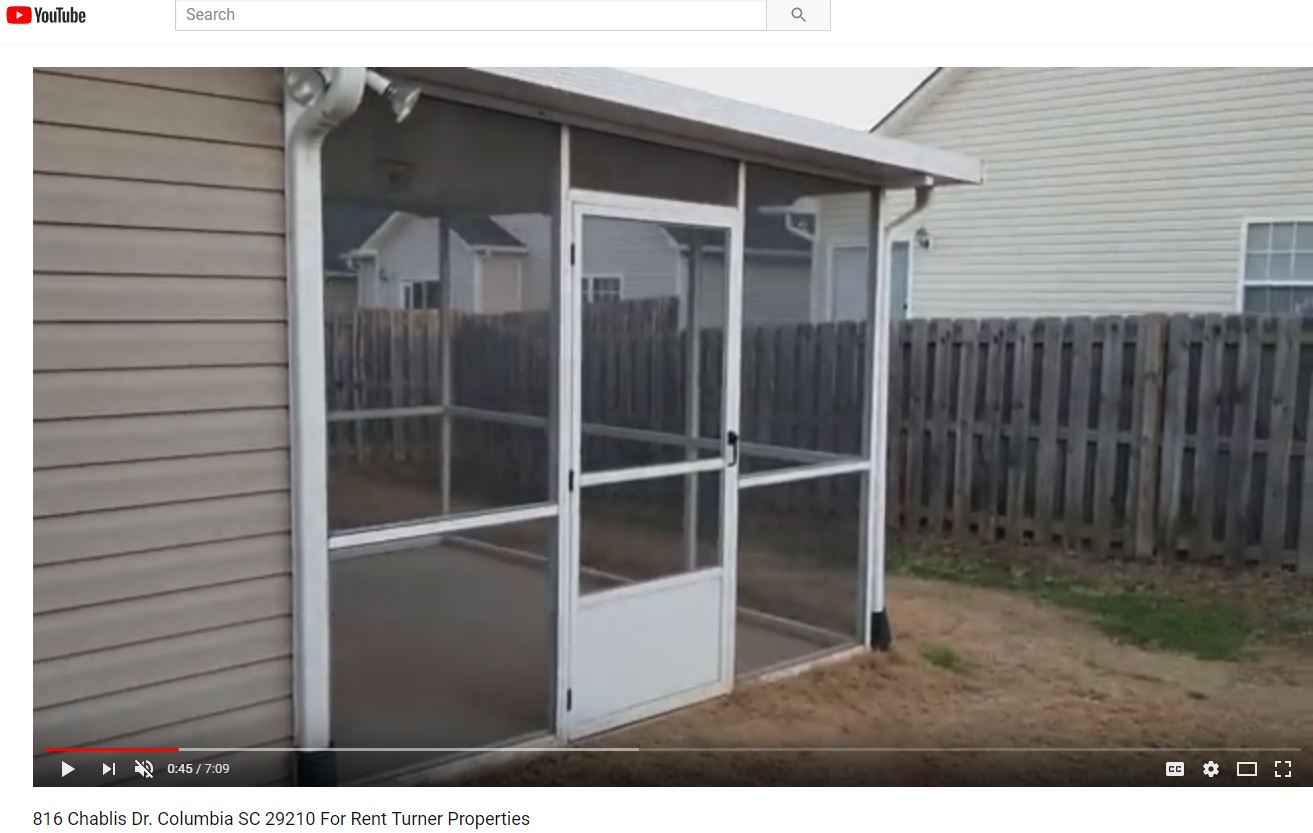 YouTube
Search
0:45 / 7:09
CC
816 Chablis Dr. Columbia SC 29210 For Rent Turner Properties